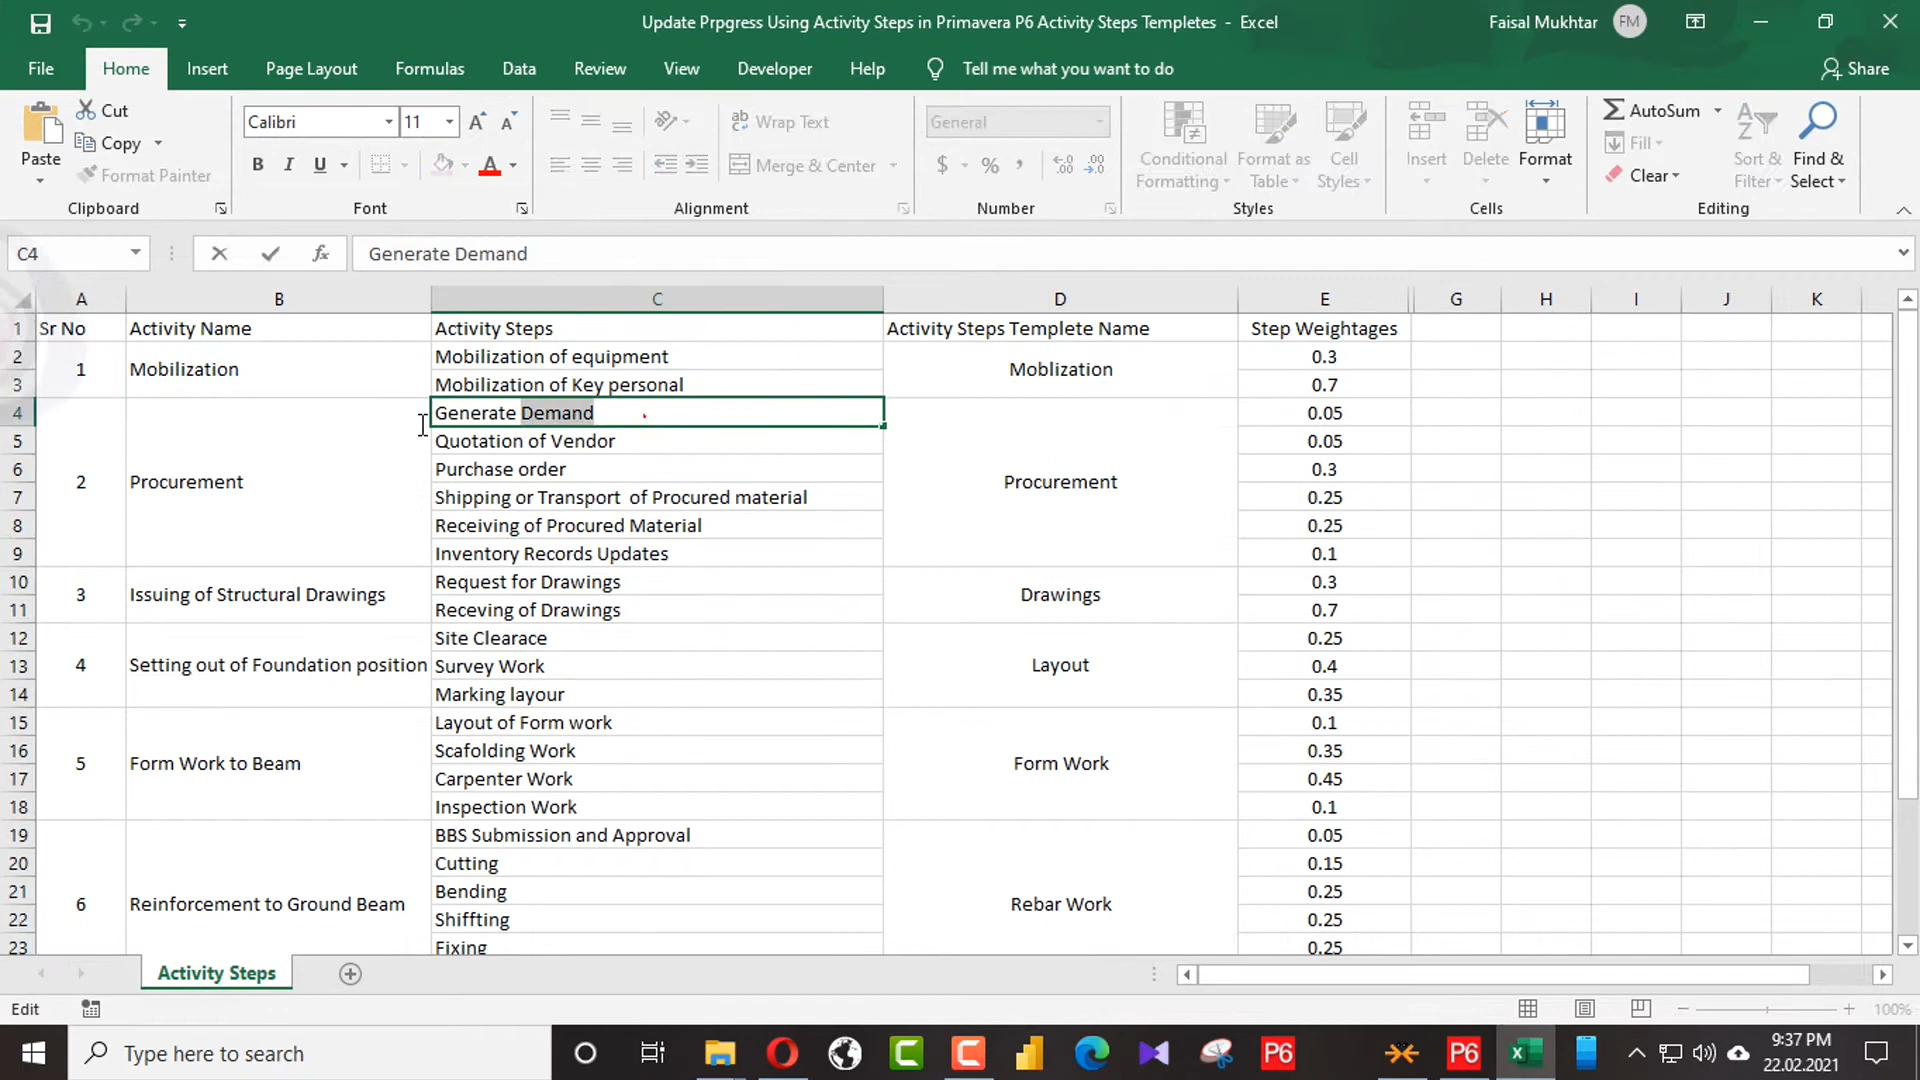 Update Prpgress Using Activity Steps in Primavera P6 Activity Steps Templetes - Excel
Faisal Mukhtar FM
File Home Insert Page Layout Formulas Data Review View Developer Help Tell me what you want to do Share
Paste Cut Copy Format Painter Clipboard
Calibri 11 A A B I U A Font
ab Wrap Text Merge & Center Alignment
General $ % , .00 .00 Number
Conditional Formatting Format as Table Cell Styles Styles
Insert Delete Format Cells
AutoSum Fill Clear Sort & Filter Find & Select Editing
C4 fx Generate Demand
A B C D E G H I J K
1 Sr No Activity Name Activity Steps Activity Steps Templete Name Step Weightages
2 Mobilization of equipment 0.3
1 Mobilization Moblization
3 Mobilization of Key personal 0.7
4 Generate Demand 0.05
5 Quotation of Vendor 0.05
6 Purchase order 0.3
2 Procurement Procurement
7 Shipping or Transport of Procured material 0.25
8 Receiving of Procured Material 0.25
9 Inventory Records Updates 0.1
10 Request for Drawings 0.3
3 Issuing of Structural Drawings Drawings
11 Receving of Drawings 0.7
12 Site Clearace 0.25
13 4 Setting out of Foundation position Survey Work Layout 0.4
14 Marking layour 0.35
15 Layout of Form work 0.1
16 Scafolding Work 0.35
5 Form Work to Beam Form Work
17 Carpenter Work 0.45
18 Inspection Work 0.1
19 BBS Submission and Approval 0.05
20 Cutting 0.15
21 Bending 0.25
6 Reinforcement to Ground Beam Rebar Work
22 Shiffting 0.25
23 Fixing 0.25
Activity Steps
Edit 100%
Type here to search P6 P6 9:37 PM
22.02.2021